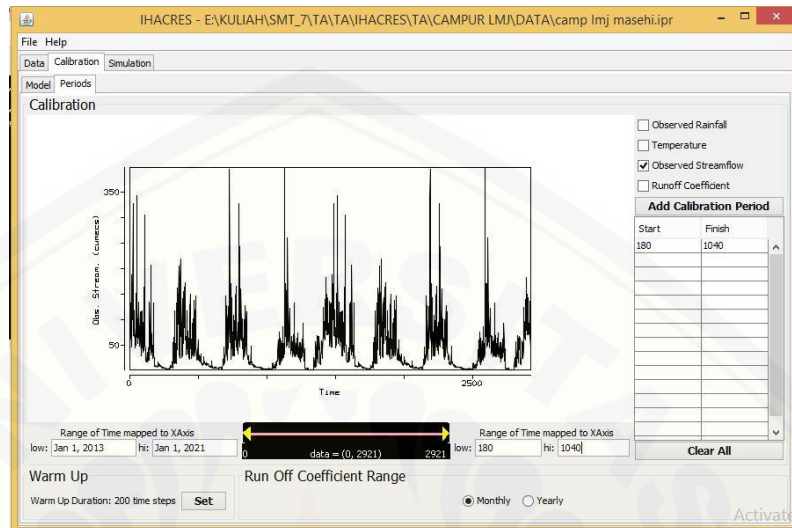 IHACRES - E:\KULIAH\SMT_7\TA\TA\IHACRES\TA\CAMPUR LMJ\DATA\camp lmj masehi.ipr
File Help
Data Calibration Simulation
Model Periods
Calibration
Observed Rainfall
Temperature
Observed Streamflow
Runoff Coefficient
Add Calibration Period
Start Finish
180 1040
350
Obs. Stream. (cumecs)
50
0 2500
Time
Range of Time mapped to XAxis
low: Jan 1, 2013 hi: Jan 1, 2021
0 data = (0, 2921) 2921
Range of Time mapped to XAxis
low: 180 hi: 1040
Clear All
Warm Up
Warm Up Duration: 200 time steps Set
Run Off Coefficient Range
Monthly Yearly
Activate
UNIVERSITAS